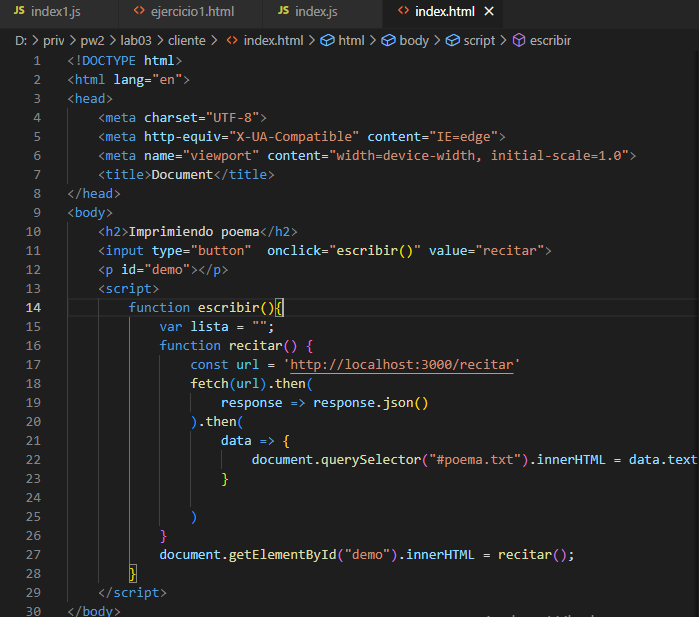 JS index1.js <> ejercicio1.html JS index.js <> index.html ✕
D: > priv > pw2 > lab03 > cliente > <> index.html > html > body > script > escribir
1 <!DOCTYPE html>
2 <html lang="en">
3 <head>
4 <meta charset="UTF-8">
5 <meta http-equiv="X-UA-Compatible" content="IE=edge">
6 <meta name="viewport" content="width=device-width, initial-scale=1.0">
7 <title>Document</title>
8 </head>
9 <body>
10 <h2>Imprimiendo poema</h2>
11 <input type="button"  onclick="escribir()" value="recitar">
12 <p id="demo"></p>
13 <script>
14 function escribir(){
15 var lista = "";
16 function recitar() {
17 const url = 'http://localhost:3000/recitar'
18 fetch(url).then(
19 response => response.json()
20 ).then(
21 data => {
22 document.querySelector("#poema.txt").innerHTML = data.text
23 }
24
25 )
26 }
27 document.getElementById("demo").innerHTML = recitar();
28 }
29 </script>
30 </body>